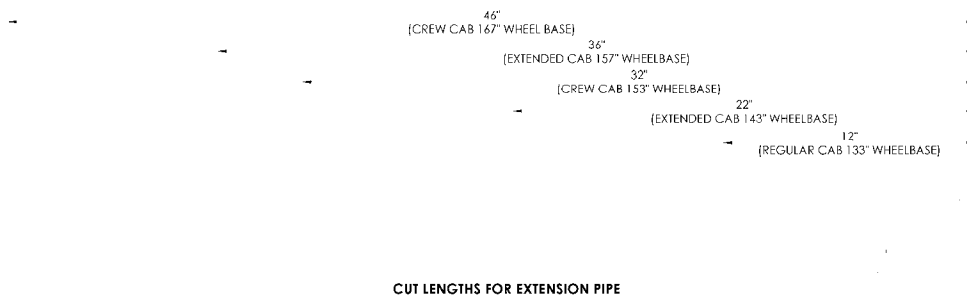 46"
(CREW CAB 167" WHEEL BASE)
36"
(EXTENDED CAB 157" WHEELBASE)
32"
(CREW CAB 153" WHEELBASE)
22"
(EXTENDED CAB 143" WHEELBASE)
12"
(REGULAR CAB 133" WHEELBASE)
CUT LENGTHS FOR EXTENSION PIPE